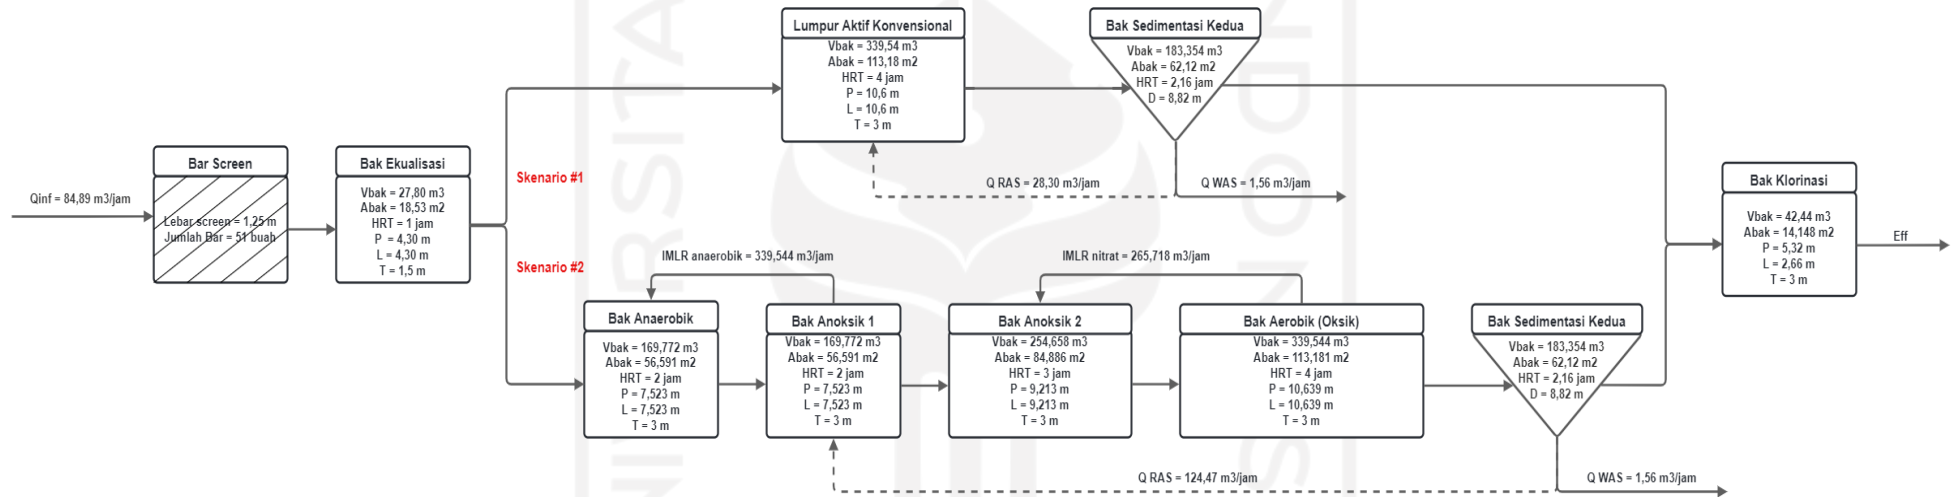 Qinf = 84,89 m3/jam
Bar Screen
Lebar screen = 1,25 m
Jumlah Bar = 51 buah
Bak Ekualisasi
Vbak = 27,80 m3
Abak = 18,53 m2
HRT = 1 jam
P = 4,30 m
L = 4,30 m
T = 1,5 m
Skenario #1
Lumpur Aktif Konvensional
Vbak = 339,54 m3
Abak = 113,18 m2
HRT = 4 jam
P = 10,6 m
L = 10,6 m
T = 3 m
Bak Sedimentasi Kedua
Vbak = 183,354 m3
Abak = 62,12 m2
HRT = 2,16 jam
D = 8,82 m
Q RAS = 28,30 m3/jam
Q WAS = 1,56 m3/jam
Skenario #2
IMLR anaerobik = 339,544 m3/jam
IMLR nitrat = 265,718 m3/jam
Bak Anaerobik
Vbak = 169,772 m3
Abak = 56,591 m2
HRT = 2 jam
P = 7,523 m
L = 7,523 m
T = 3 m
Bak Anoksik 1
Vbak = 169,772 m3
Abak = 56,591 m2
HRT = 2 jam
P = 7,523 m
L = 7,523 m
T = 3 m
Bak Anoksik 2
Vbak = 254,658 m3
Abak = 84,886 m2
HRT = 3 jam
P = 9,213 m
L = 9,213 m
T = 3 m
Bak Aerobik (Oksik)
Vbak = 339,544 m3
Abak = 113,181 m2
HRT = 4 jam
P = 10,639 m
L = 10,639 m
T = 3 m
Bak Sedimentasi Kedua
Vbak = 183,354 m3
Abak = 62,12 m2
HRT = 2,16 jam
D = 8,82 m
Q RAS = 124,47 m3/jam
Q WAS = 1,56 m3/jam
Bak Klorinasi
Vbak = 42,44 m3
Abak = 14,148 m2
P = 5,32 m
L = 2,66 m
T = 3 m
Eff